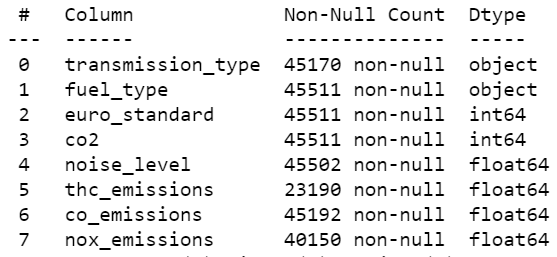 #   Column             Non-Null Count  Dtype
---  ------             --------------  -----
0   transmission_type  45170 non-null  object
1   fuel_type          45511 non-null  object
2   euro_standard      45511 non-null  int64
3   co2                45511 non-null  int64
4   noise_level        45502 non-null  float64
5   thc_emissions      23190 non-null  float64
6   co_emissions       45192 non-null  float64
7   nox_emissions      40150 non-null  float64